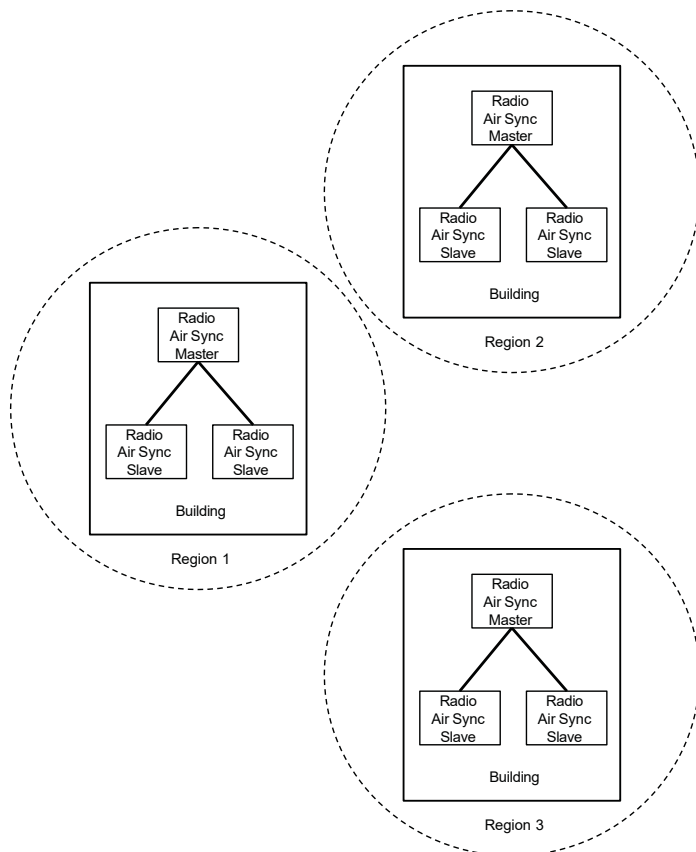 Radio
Air Sync
Master
Radio
Air Sync
Slave
Radio
Air Sync
Slave
Building
Region 2
Radio
Air Sync
Master
Radio
Air Sync
Slave
Radio
Air Sync
Slave
Building
Region 1
Radio
Air Sync
Master
Radio
Air Sync
Slave
Radio
Air Sync
Slave
Building
Region 3